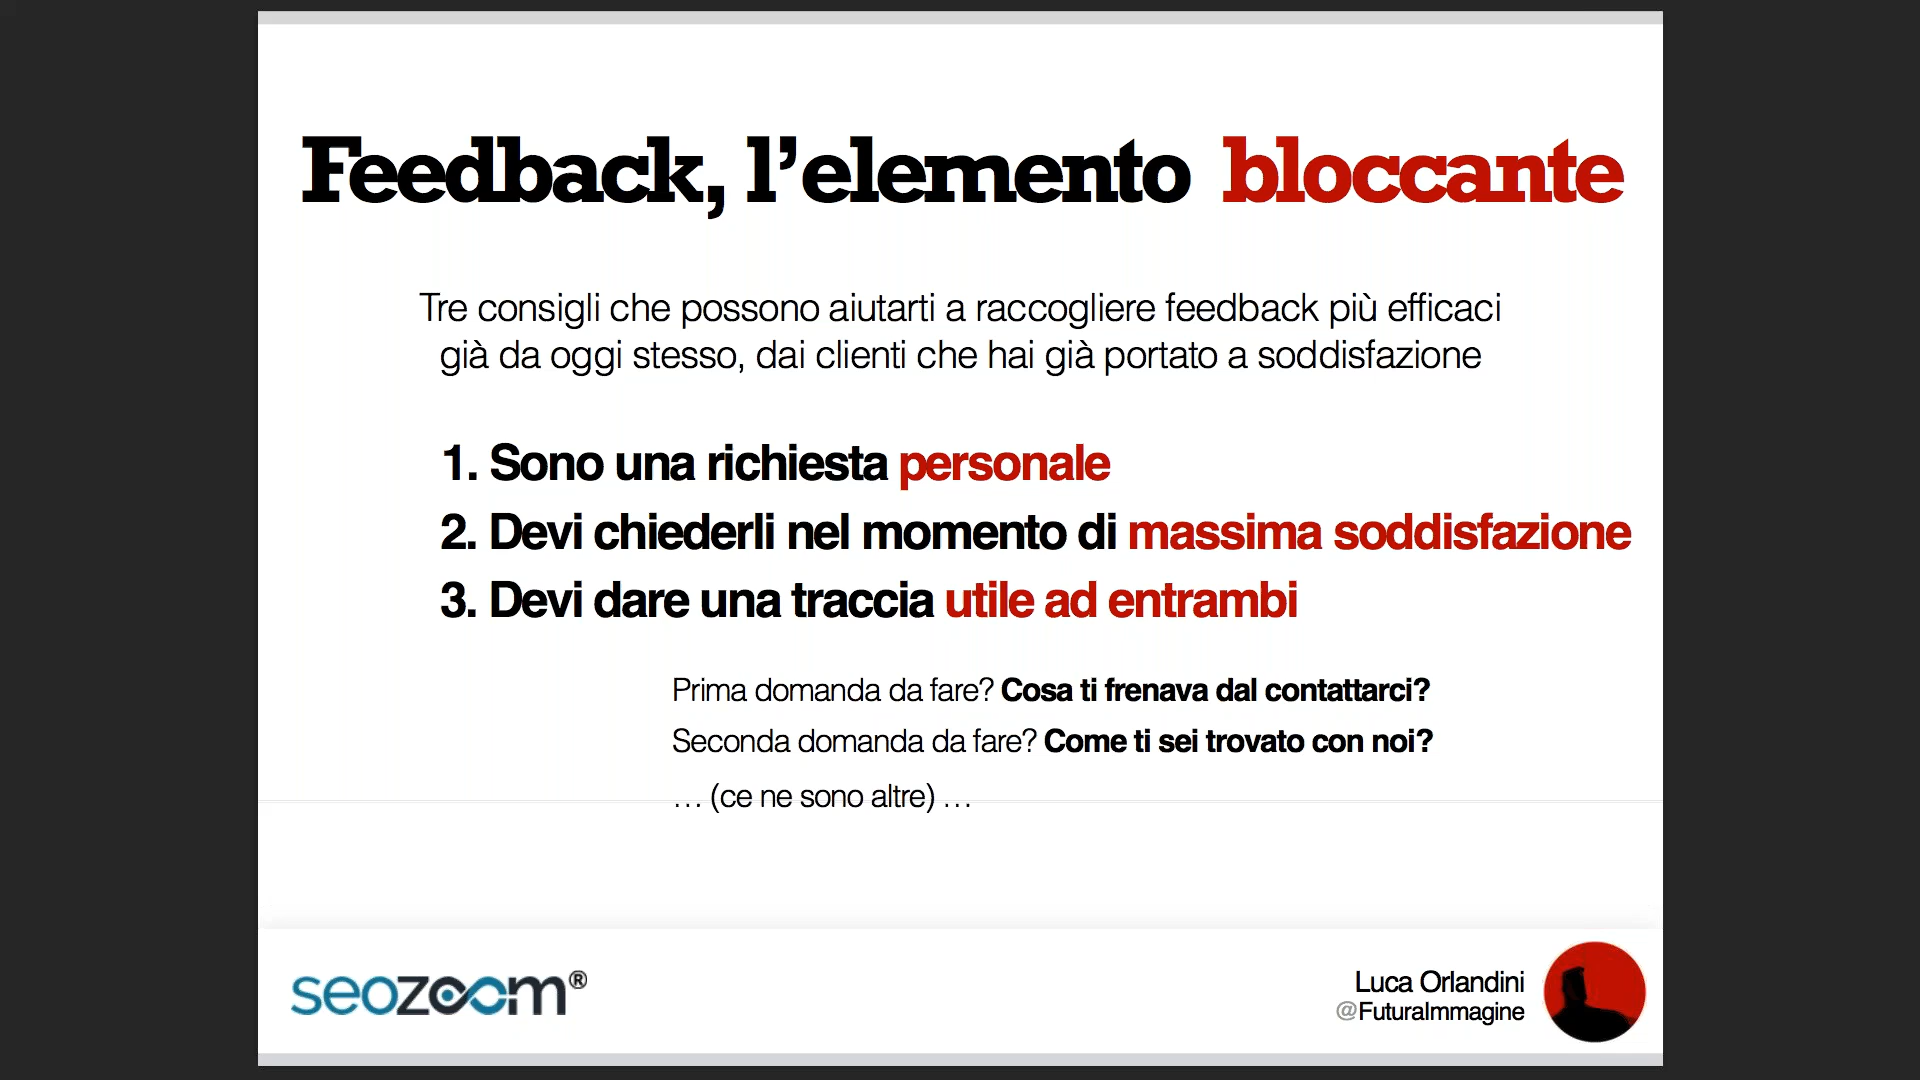 Feedback, l’elemento bloccante
Tre consigli che possono aiutarti a raccogliere feedback più efficaci
già da oggi stesso, dai clienti che hai già portato a soddisfazione
1. Sono una richiesta personale
2. Devi chiederli nel momento di massima soddisfazione
3. Devi dare una traccia utile ad entrambi
Prima domanda da fare? Cosa ti frenava dal contattarci?
Seconda domanda da fare? Come ti sei trovato con noi?
… (ce ne sono altre) …
seozoom®
Luca Orlandini
@FuturaImmagine